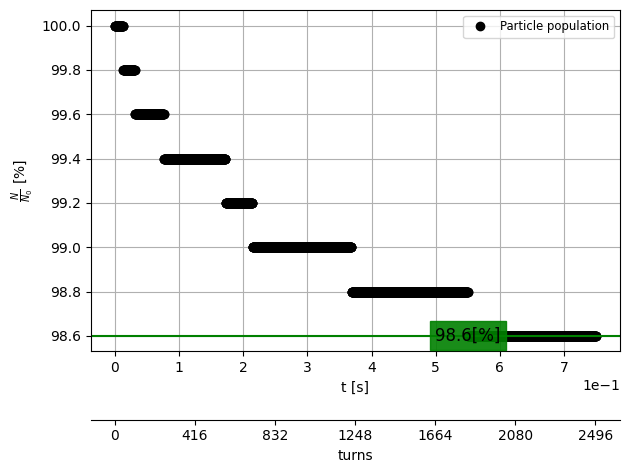 100.0
99.8
99.6
99.4
99.2
99.0
98.8
98.6
N/N₀ [%]
Particle population
98.6[%]
0 1 2 3 4 5 6 7
1e−1
t [s]
0 416 832 1248 1664 2080 2496
turns